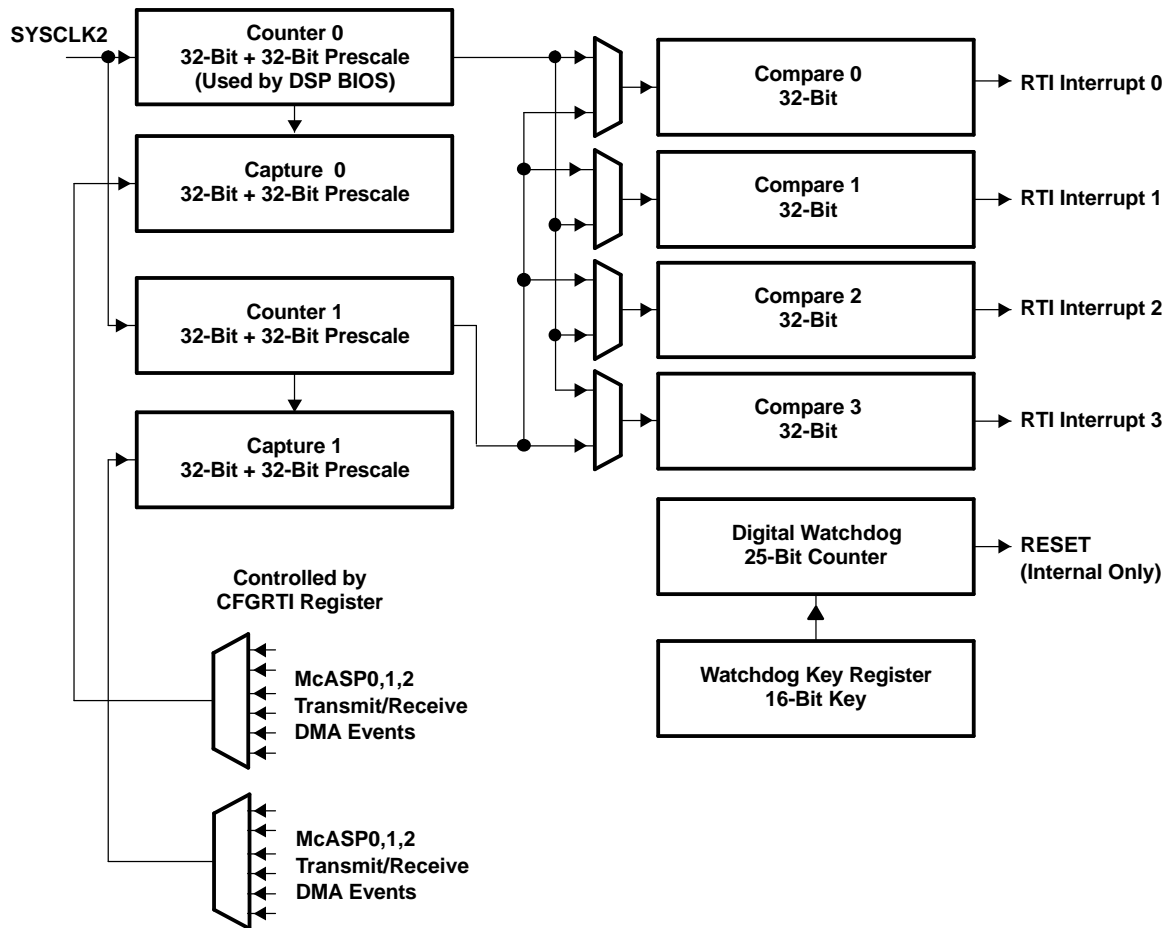 SYSCLK2
Counter 0
32-Bit + 32-Bit Prescale
(Used by DSP BIOS)
Capture 0
32-Bit + 32-Bit Prescale
Counter 1
32-Bit + 32-Bit Prescale
Capture 1
32-Bit + 32-Bit Prescale
Controlled by
CFGRTI Register
McASP0,1,2
Transmit/Receive
DMA Events
McASP0,1,2
Transmit/Receive
DMA Events
Compare 0
32-Bit
RTI Interrupt 0
Compare 1
32-Bit
RTI Interrupt 1
Compare 2
32-Bit
RTI Interrupt 2
Compare 3
32-Bit
RTI Interrupt 3
Digital Watchdog
25-Bit Counter
RESET
(Internal Only)
Watchdog Key Register
16-Bit Key